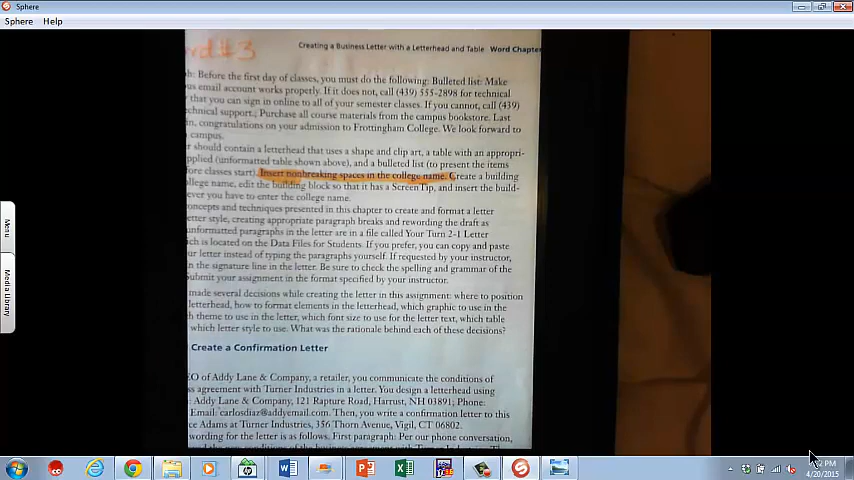 Sphere
Sphere Help
#3
Creating a Business Letter with a Letterhead and Table Word Chapter
h: Before the first day of classes, you must do the following: Bulleted list: Make
us email account works properly. If it does not, call (439) 555-2898 for technical
that you can sign in online to all of your semester classes. If you cannot, call (439)
chnical support.; Purchase all course materials from the campus bookstore. Last
n, congratulations on your admission to Frottingham College. We look forward to
campus.
r should contain a letterhead that uses a shape and clip art, a table with an appropri-
pplied (unformatted table shown above), and a bulleted list (to present the items
fore classes start). Insert nonbreaking spaces in the college name. Create a building
ollege name, edit the building block so that it has a Screen Tip, and insert the build-
ever you have to enter the college name.
oncepts and techniques presented in this chapter to create and format a letter
etter style, creating appropriate paragraph breaks and rewording the draft as
unformatted paragraphs in the letter are in a file called Your Turn 2-1 Letter
ich is located on the Data Files for Students. If you prefer, you can copy and paste
ur letter instead of typing the paragraphs yourself. If requested by your instructor,
n the signature line in the letter. Be sure to check the spelling and grammar of the
Submit your assignment in the format specified by your instructor.
made several decisions while creating the letter in this assignment: where to position
letterhead, how to format elements in the letterhead, which graphic to use in the
h theme to use in the letter, which font size to use for the letter text, which table
which letter style to use. What was the rationale behind each of these decisions?
Create a Confirmation Letter
EO of Addy Lane & Company, a retailer, you communicate the conditions of
ss agreement with Turner Industries in a letter. You design a letterhead using
: Addy Lane & Company, 121 Rapture Road, Harrust, NH 03891; Phone:
Email: carlosdiaz@addyemail.com. Then, you write a confirmation letter to this
ce Adams at Turner Industries, 356 Thorn Avenue, Vigil, CT 06802.
wording for the letter is as follows. First paragraph: Per our phone conversation,
Menu
Media Library
PM
4/20/2015